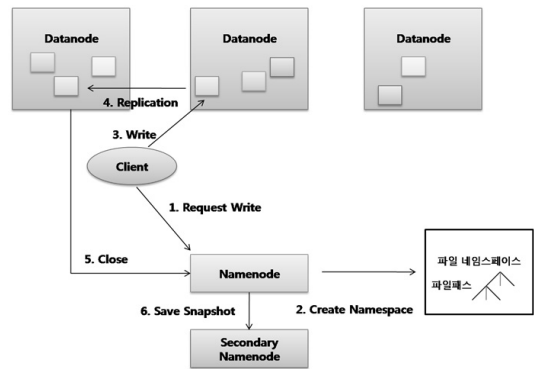 Datanode
Datanode
Datanode
4. Replication
3. Write
Client
1. Request Write
5. Close
Namenode
파일 네임스페이스
파일패스
6. Save Snapshot
2. Create Namespace
Secondary
Namenode